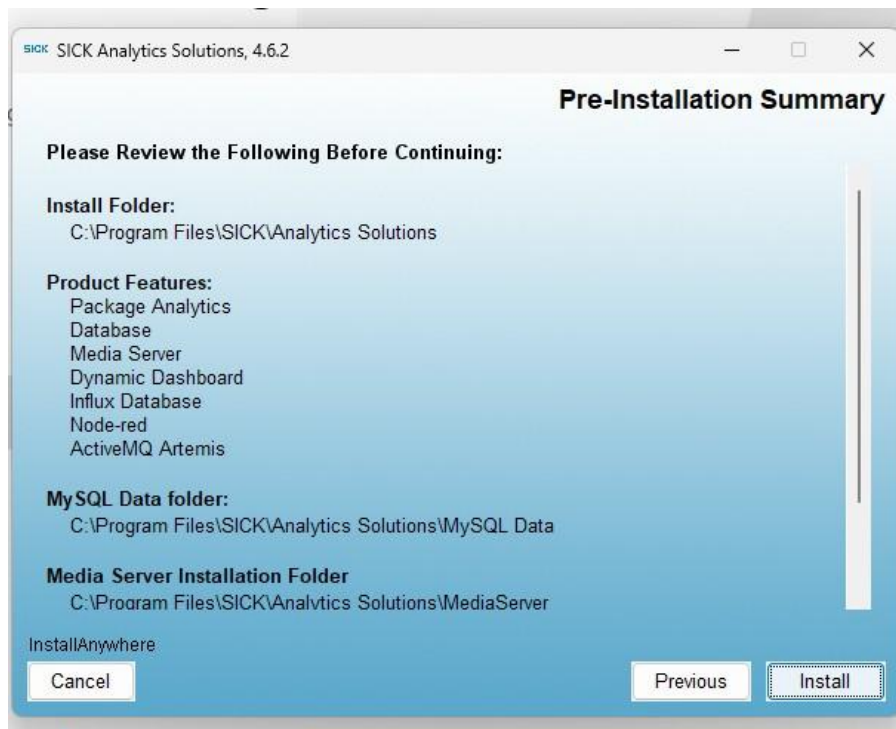 SICK SICK Analytics Solutions, 4.6.2
Pre-Installation Summary
Please Review the Following Before Continuing:
Install Folder:
C:\Program Files\SICK\Analytics Solutions
Product Features:
Package Analytics
Database
Media Server
Dynamic Dashboard
Influx Database
Node-red
ActiveMQ Artemis
MySQL Data folder:
C:\Program Files\SICK\Analytics Solutions\MySQL Data
Media Server Installation Folder
C:\Program Files\SICK\Analytics Solutions\MediaServer
InstallAnywhere
Cancel
Previous
Install